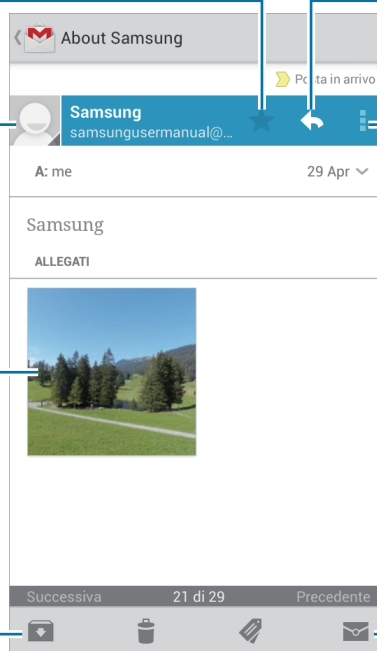 About Samsung
Posta in arrivo
Samsung
samsungusermanual@...
A: me 29 Apr
Samsung
ALLEGATI
Successiva 21 di 29 Precedente